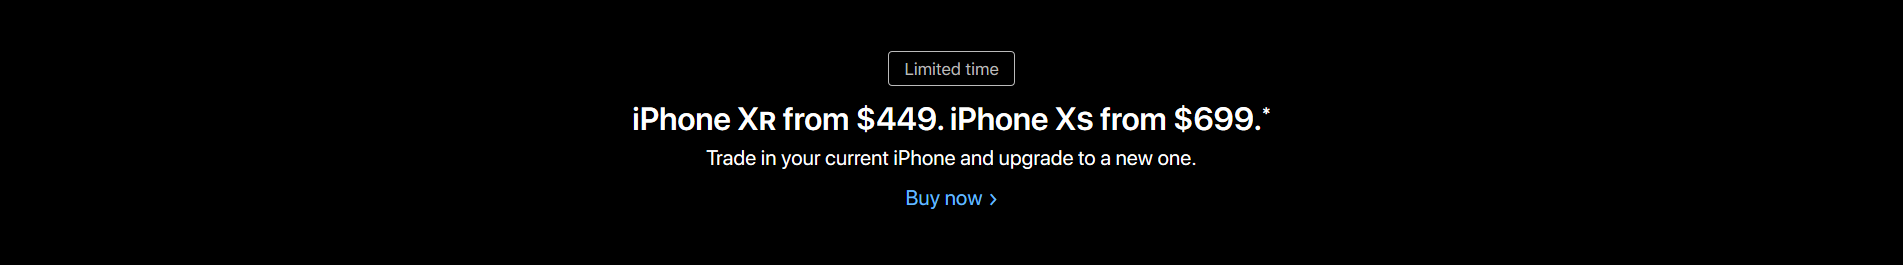 Limited time
iPhone XR from $449. iPhone XS from $699.*
Trade in your current iPhone and upgrade to a new one.
Buy now >